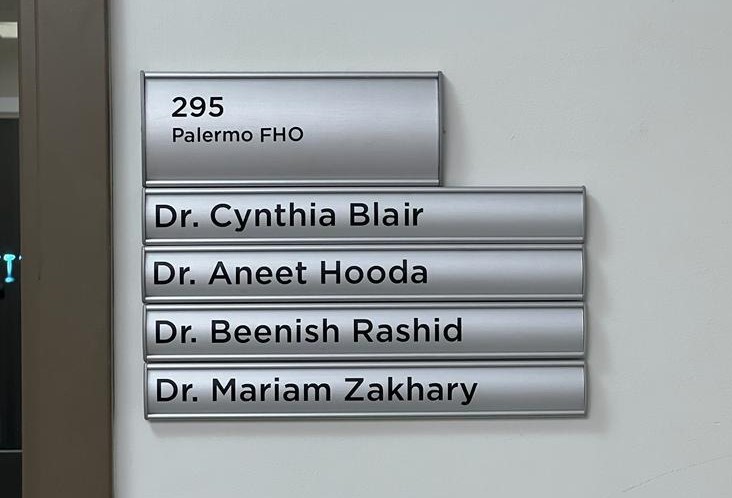 295
Palermo FHO
Dr. Cynthia Blair
Dr. Aneet Hooda
Dr. Beenish Rashid
Dr. Mariam Zakhary